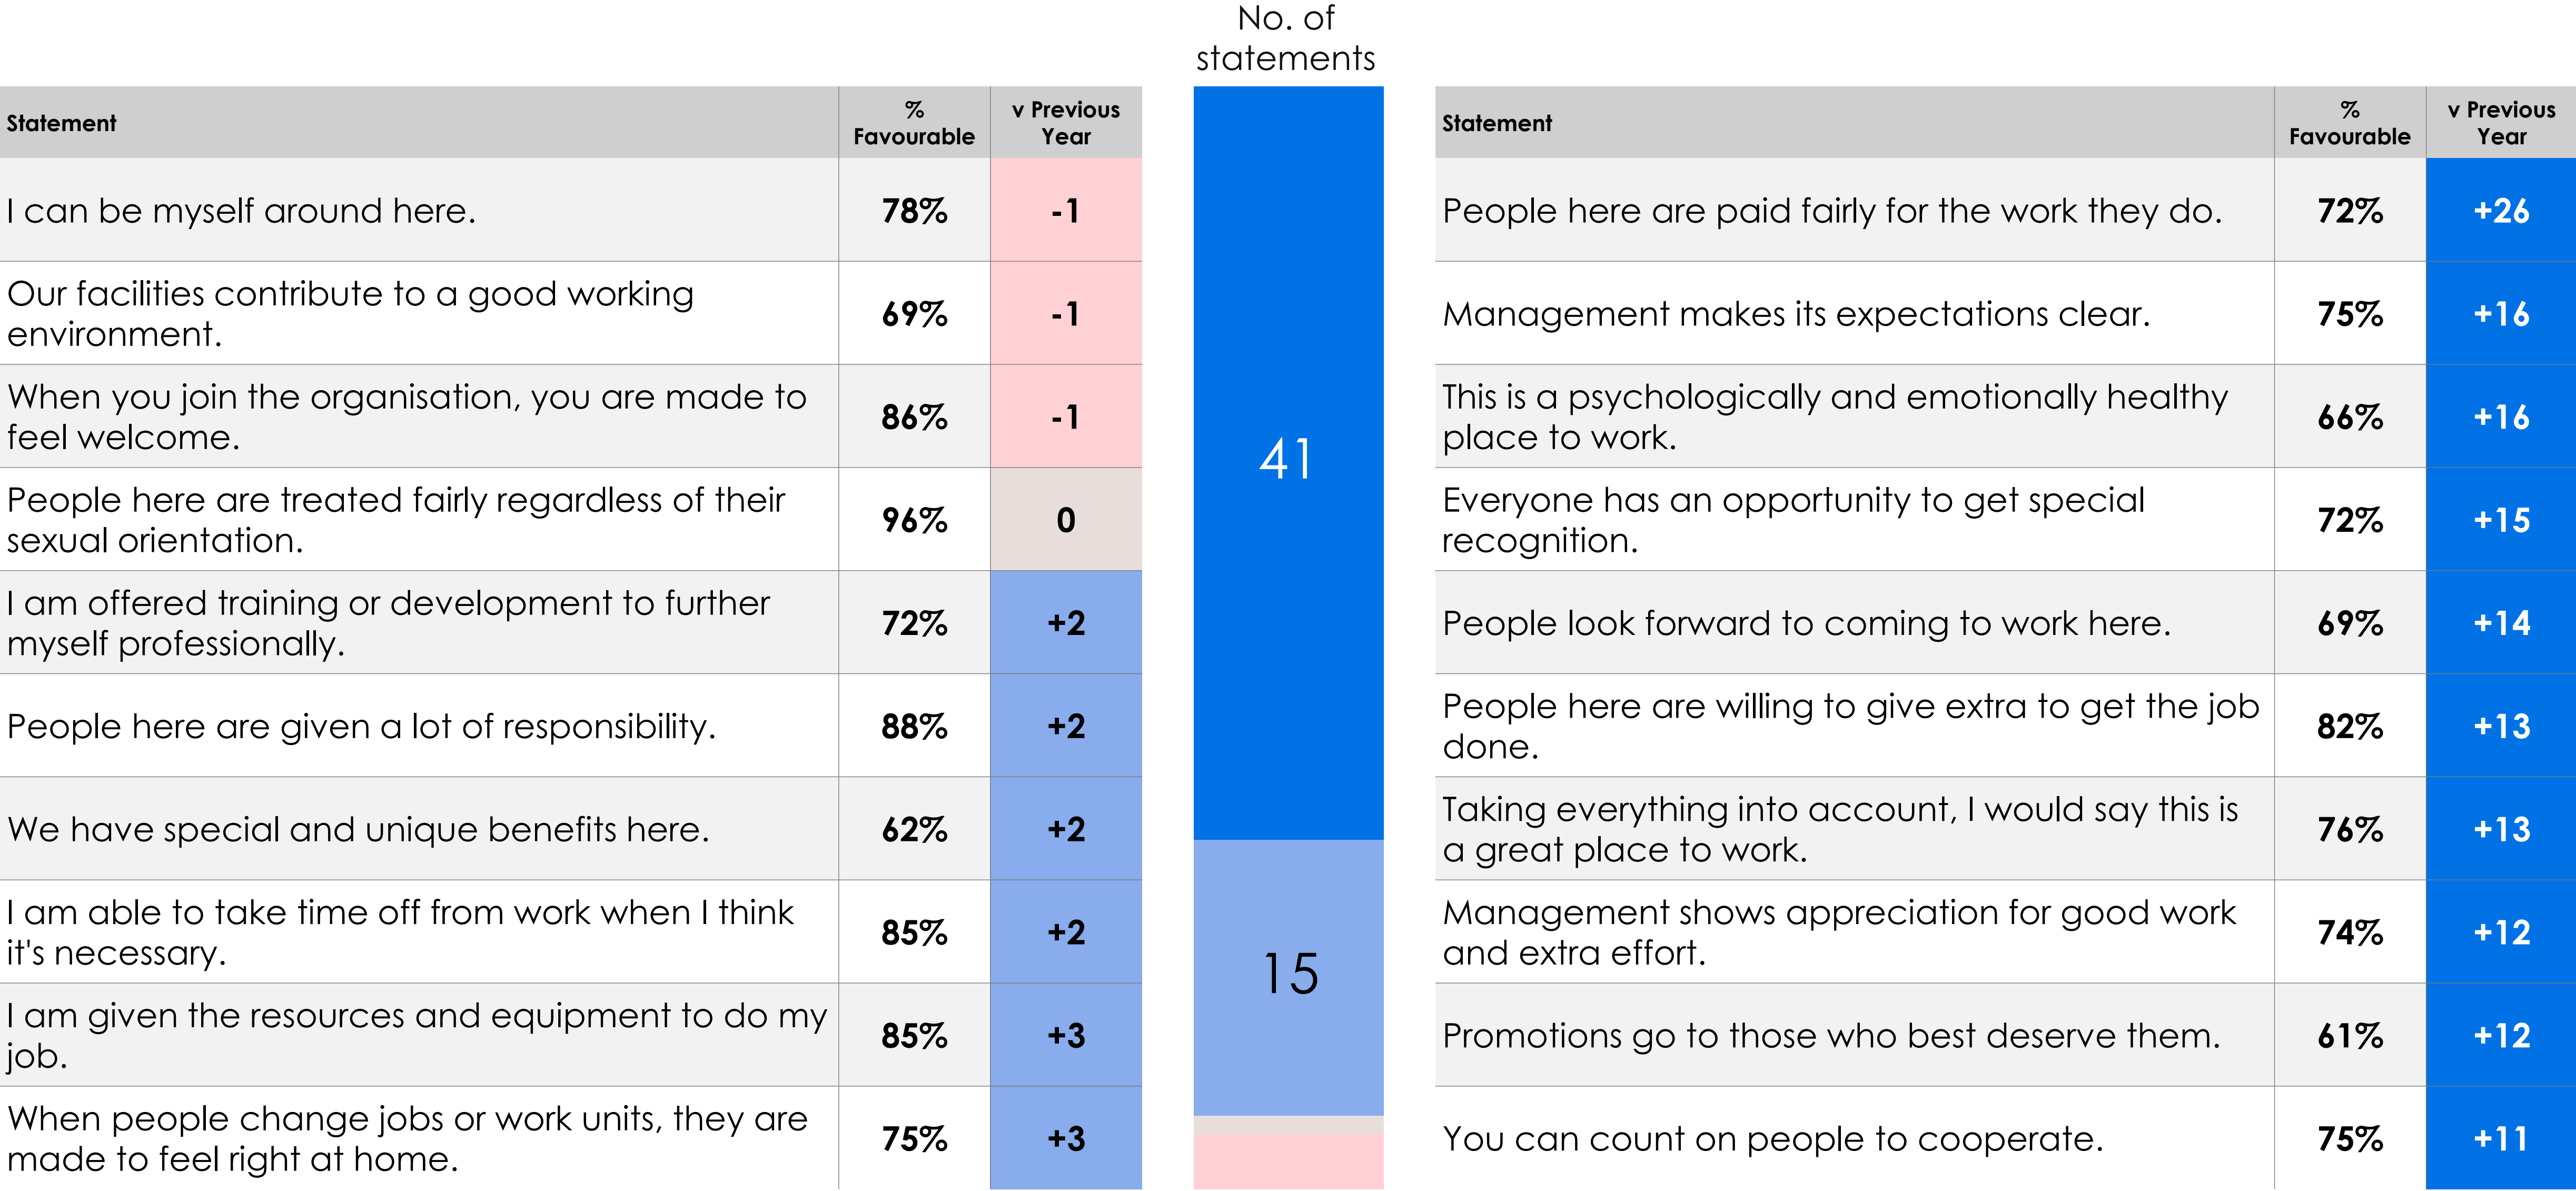 No. of
statements
Statement
%
Favourable
v Previous
Year
I can be myself around here.
78%
-1
Our facilities contribute to a good working
environment.
69%
-1
When you join the organisation, you are made to
feel welcome.
86%
-1
People here are treated fairly regardless of their
sexual orientation.
96%
0
I am offered training or development to further
myself professionally.
72%
+2
People here are given a lot of responsibility.
88%
+2
We have special and unique benefits here.
62%
+2
I am able to take time off from work when I think
it's necessary.
85%
+2
I am given the resources and equipment to do my
job.
85%
+3
When people change jobs or work units, they are
made to feel right at home.
75%
+3
41
15
Statement
%
Favourable
v Previous
Year
People here are paid fairly for the work they do.
72%
+26
Management makes its expectations clear.
75%
+16
This is a psychologically and emotionally healthy
place to work.
66%
+16
Everyone has an opportunity to get special
recognition.
72%
+15
People look forward to coming to work here.
69%
+14
People here are willing to give extra to get the job
done.
82%
+13
Taking everything into account, I would say this is
a great place to work.
76%
+13
Management shows appreciation for good work
and extra effort.
74%
+12
Promotions go to those who best deserve them.
61%
+12
You can count on people to cooperate.
75%
+11